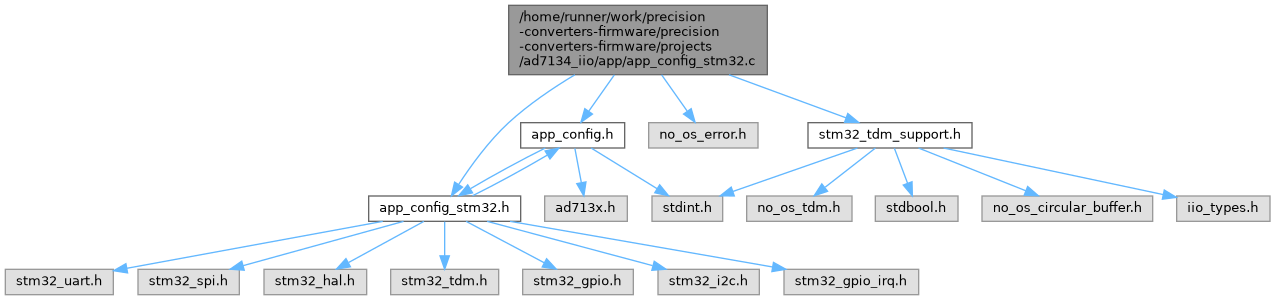 /home/runner/work/precision
-converters-firmware/precision
-converters-firmware/projects
/ad7134_iio/app/app_config_stm32.c
app_config.h
no_os_error.h
stm32_tdm_support.h
app_config_stm32.h
ad713x.h
stdint.h
no_os_tdm.h
stdbool.h
no_os_circular_buffer.h
iio_types.h
stm32_uart.h
stm32_spi.h
stm32_hal.h
stm32_tdm.h
stm32_gpio.h
stm32_i2c.h
stm32_gpio_irq.h